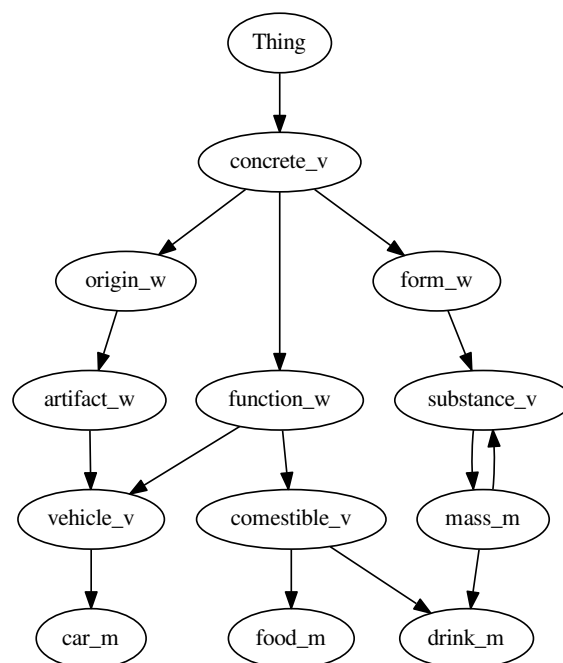 Thing
concrete_v
origin_w
form_w
artifact_w
function_w
substance_v
vehicle_v
comestible_v
mass_m
car_m
food_m
drink_m